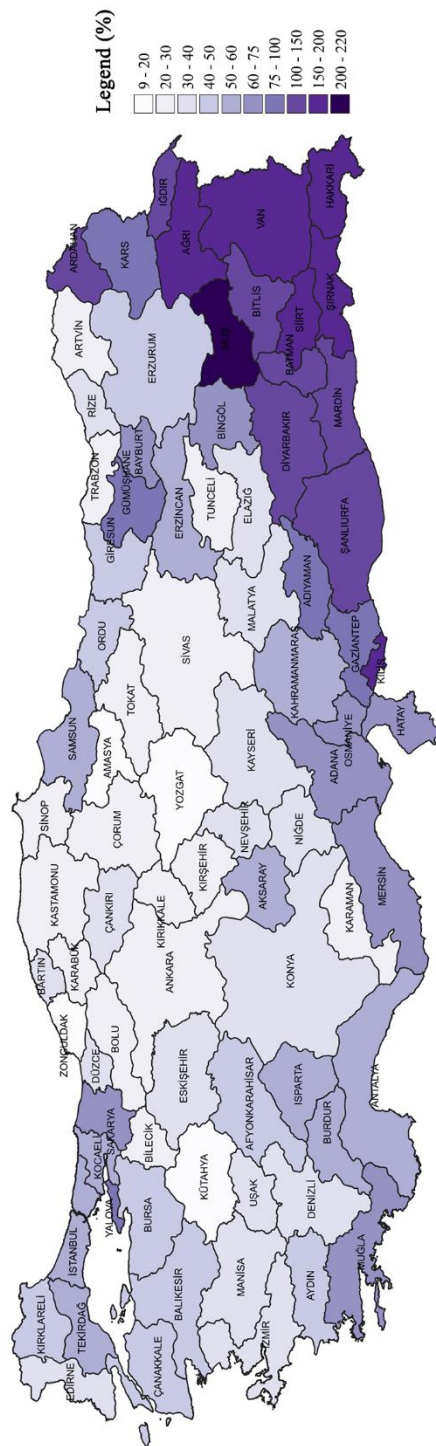 Legend (%)
9 - 20
20 - 30
30 - 40
40 - 50
50 - 60
60 - 75
75 - 100
100 - 150
150 - 200
200 - 220
KIRKLARELİ
EDİRNE
TEKİRDAĞ
İSTANBUL
ÇANAKKALE
BALIKESİR
BURSA
YALOVA
KOCAELİ
SAKARYA
DÜZCE
ZONGULDAK
BARTIN
KARABÜK
BOLU
BİLECİK
KASTAMONU
SİNOP
ÇANKIRI
ÇORUM
SAMSUN
AMASYA
TOKAT
ORDU
GİRESUN
TRABZON
GÜMÜŞHANE
BAYBURT
RİZE
ARTVİN
ARDAHAN
KARS
IĞDIR
AĞRI
ERZURUM
ERZİNCAN
SİVAS
YOZGAT
KIRIKKALE
KIRŞEHİR
ANKARA
ESKİŞEHİR
KÜTAHYA
UŞAK
MANİSA
İZMİR
AYDIN
DENİZLİ
MUĞLA
AFYONKARAHİSAR
ISPARTA
BURDUR
ANTALYA
KONYA
AKSARAY
NEVŞEHİR
NİĞDE
KARAMAN
MERSİN
KAYSERİ
ADANA
OSMANİYE
HATAY
KAHRAMANMARAŞ
MALATYA
ELAZIĞ
TUNCELİ
BİNGÖL
MUŞ
BİTLİS
VAN
HAKKARİ
ŞIRNAK
SİİRT
BATMAN
DİYARBAKIR
MARDİN
ŞANLIURFA
ADIYAMAN
GAZİANTEP
KİLİS